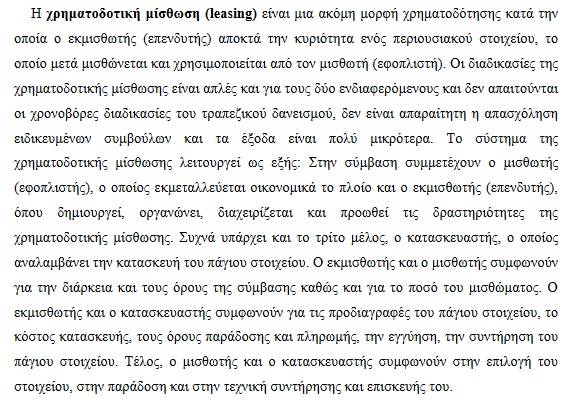 Η χρηματοδοτική μίσθωση (leasing) είναι μια ακόμη μορφή χρηματοδότησης κατά την
οποία ο εκμισθωτής (επενδυτής) αποκτά την κυριότητα ενός περιουσιακού στοιχείου, το
οποίο μετά μισθώνεται και χρησιμοποιείται από τον μισθωτή (εφοπλιστή). Οι διαδικασίες της
χρηματοδοτικής μίσθωσης είναι απλές και για τους δύο ενδιαφερόμενους και δεν απαιτούνται
οι χρονοβόρες διαδικασίες του τραπεζικού δανεισμού, δεν είναι απαραίτητη η απασχόληση
ειδικευμένων συμβούλων και τα έξοδα είναι πολύ μικρότερα. Το σύστημα της
χρηματοδοτικής μίσθωσης λειτουργεί ως εξής: Στην σύμβαση συμμετέχουν ο μισθωτής
(εφοπλιστής), ο οποίος εκμεταλλεύεται οικονομικά το πλοίο και ο εκμισθωτής (επενδυτής),
όπου δημιουργεί, οργανώνει, διαχειρίζεται και προωθεί τις δραστηριότητες της
χρηματοδοτικής μίσθωσης. Συχνά υπάρχει και το τρίτο μέλος, ο κατασκευαστής, ο οποίος
αναλαμβάνει την κατασκευή του πάγιου στοιχείου. Ο εκμισθωτής και ο μισθωτής συμφωνούν
για την διάρκεια και τους όρους της σύμβασης καθώς και για το ποσό του μισθώματος. Ο
εκμισθωτής και ο κατασκευαστής συμφωνούν για τις προδιαγραφές του πάγιου στοιχείου, το
κόστος κατασκευής, τους όρους παράδοσης και πληρωμής, την εγγύηση, την συντήρηση του
πάγιου στοιχείου. Τέλος, ο μισθωτής και ο κατασκευαστής συμφωνούν στην επιλογή του
στοιχείου, στην παράδοση και στην τεχνική συντήρησης και επισκευής του.